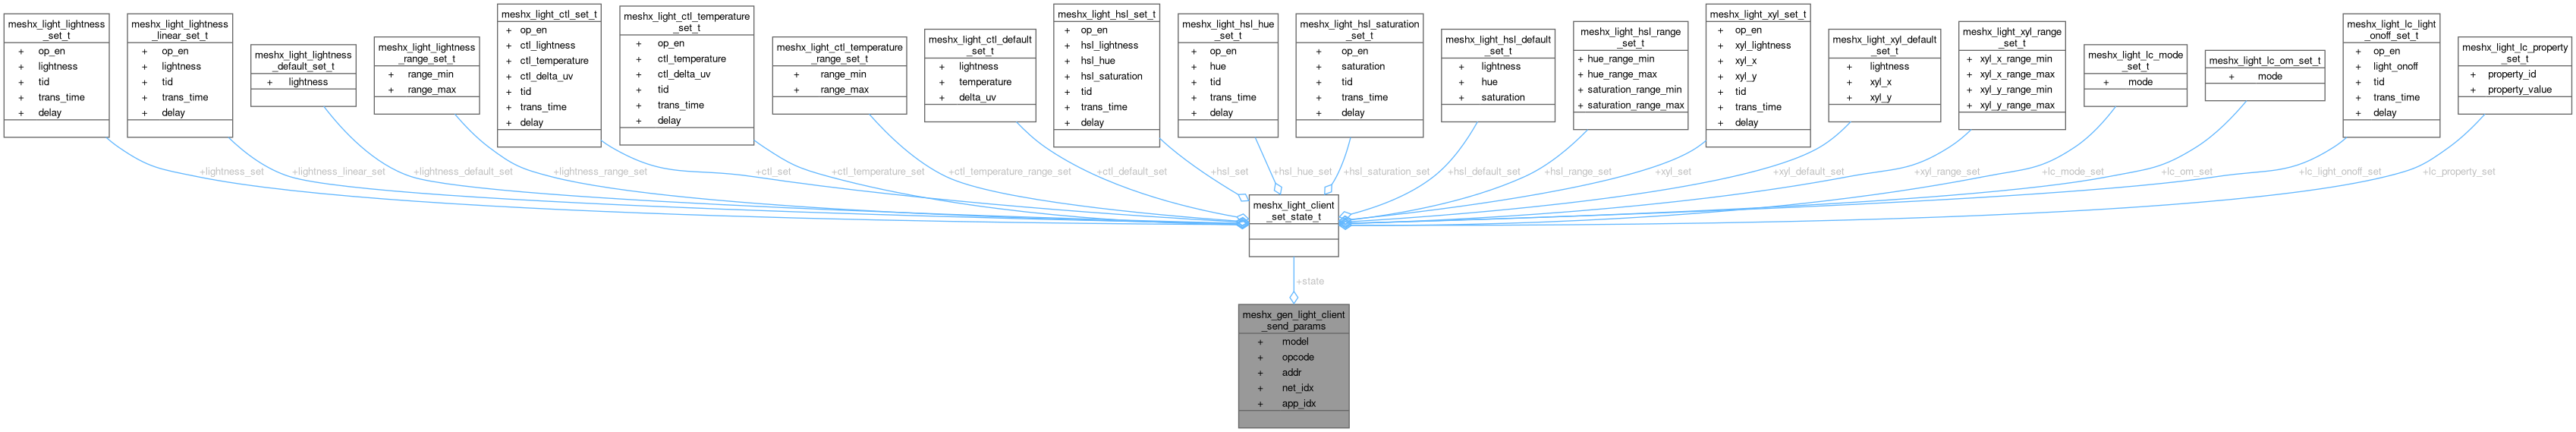 meshx_light_lightness
_set_t
+ op_en
+ lightness
+ tid
+ trans_time
+ delay
meshx_light_lightness
_linear_set_t
+ op_en
+ lightness
+ tid
+ trans_time
+ delay
meshx_light_lightness
_default_set_t
+ lightness
meshx_light_lightness
_range_set_t
+ range_min
+ range_max
meshx_light_ctl_set_t
+ op_en
+ ctl_lightness
+ ctl_temperature
+ ctl_delta_uv
+ tid
+ trans_time
+ delay
meshx_light_ctl_temperature
_set_t
+ op_en
+ ctl_temperature
+ ctl_delta_uv
+ tid
+ trans_time
+ delay
meshx_light_ctl_temperature
_range_set_t
+ range_min
+ range_max
meshx_light_ctl_default
_set_t
+ lightness
+ temperature
+ delta_uv
meshx_light_hsl_set_t
+ op_en
+ hsl_lightness
+ hsl_hue
+ hsl_saturation
+ tid
+ trans_time
+ delay
meshx_light_hsl_hue
_set_t
+ op_en
+ hue
+ tid
+ trans_time
+ delay
meshx_light_hsl_saturation
_set_t
+ op_en
+ saturation
+ tid
+ trans_time
+ delay
meshx_light_hsl_default
_set_t
+ lightness
+ hue
+ saturation
meshx_light_hsl_range
_set_t
+ hue_range_min
+ hue_range_max
+ saturation_range_min
+ saturation_range_max
meshx_light_xyl_set_t
+ op_en
+ xyl_lightness
+ xyl_x
+ xyl_y
+ tid
+ trans_time
+ delay
meshx_light_xyl_default
_set_t
+ lightness
+ xyl_x
+ xyl_y
meshx_light_xyl_range
_set_t
+ xyl_x_range_min
+ xyl_x_range_max
+ xyl_y_range_min
+ xyl_y_range_max
meshx_light_lc_mode
_set_t
+ mode
meshx_light_lc_om_set_t
+ mode
meshx_light_lc_light
_onoff_set_t
+ op_en
+ light_onoff
+ tid
+ trans_time
+ delay
meshx_light_lc_property
_set_t
+ property_id
+ property_value
+lightness_set
+lightness_linear_set
+lightness_default_set
+lightness_range_set
+ctl_set
+ctl_temperature_set
+ctl_temperature_range_set
+ctl_default_set
+hsl_set
+hsl_hue_set
+hsl_saturation_set
+hsl_default_set
+hsl_range_set
+xyl_set
+xyl_default_set
+xyl_range_set
+lc_mode_set
+lc_om_set
+lc_light_onoff_set
+lc_property_set
meshx_light_client
_set_state_t
+state
meshx_gen_light_client
_send_params
+ model
+ opcode
+ addr
+ net_idx
+ app_idx